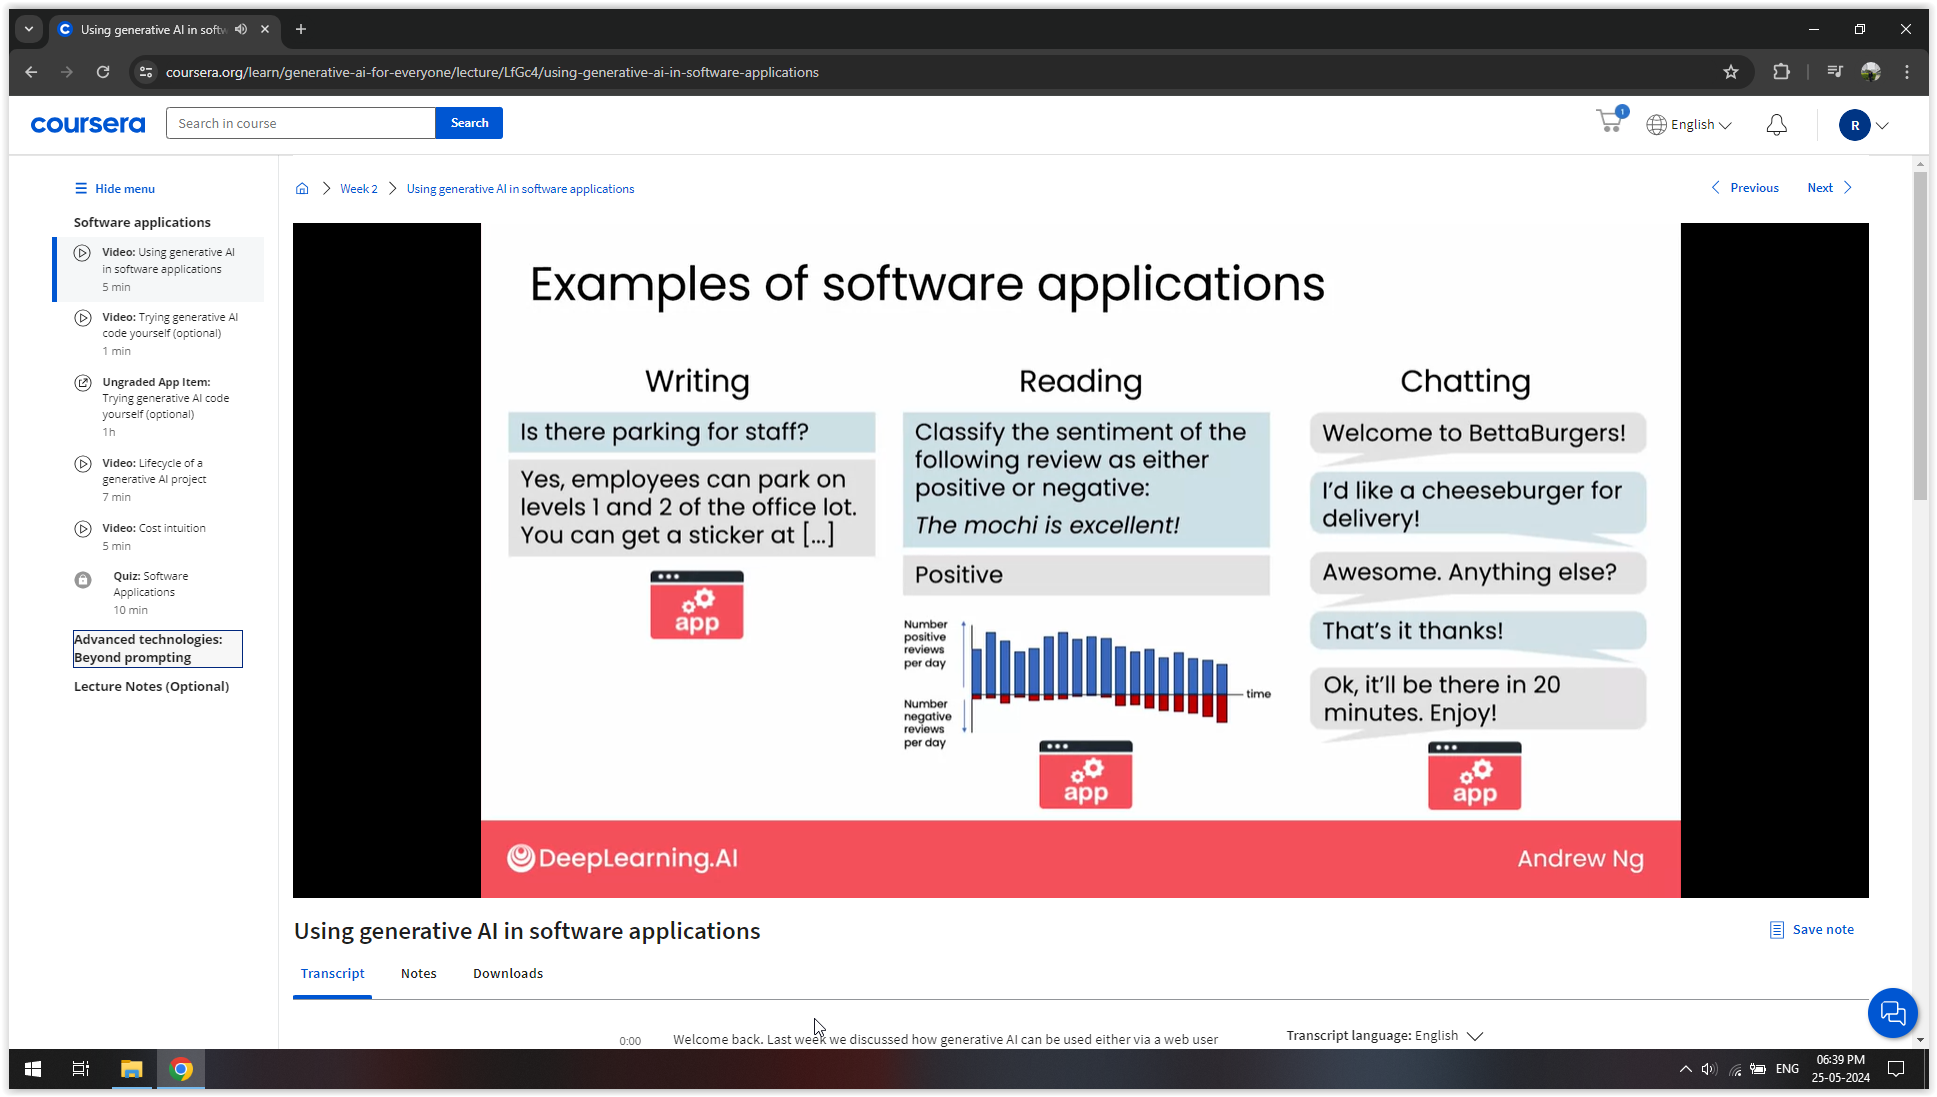 Using generative AI in softw
coursera.org/learn/generative-ai-for-everyone/lecture/LfGc4/using-generative-ai-in-software-applications
coursera
Search in course
Search
1
English
R
Hide menu
Software applications
Video: Using generative AI
in software applications
5 min
Video: Trying generative AI
code yourself (optional)
1 min
Ungraded App Item:
Trying generative AI code
yourself (optional)
1h
Video: Lifecycle of a
generative AI project
7 min
Video: Cost intuition
5 min
Quiz: Software
Applications
10 min
Advanced technologies:
Beyond prompting
Lecture Notes (Optional)
Week 2
Using generative AI in software applications
Previous
Next
Examples of software applications
Writing
Is there parking for staff?
Yes, employees can park on
levels 1 and 2 of the office lot.
You can get a sticker at [...]
app
Reading
Classify the sentiment of the
following review as either
positive or negative:
The mochi is excellent!
Positive
Number
positive
reviews
per day
Number
negative
reviews
per day
time
app
Chatting
Welcome to BettaBurgers!
I'd like a cheeseburger for
delivery!
Awesome. Anything else?
That's it thanks!
Ok, it'll be there in 20
minutes. Enjoy!
app
DeepLearning.AI
Andrew Ng
Using generative AI in software applications
Save note
Transcript
Notes
Downloads
0:00
Welcome back. Last week we discussed how generative AI can be used either via a web user
Transcript language: English
ENG
06:39 PM
25-05-2024